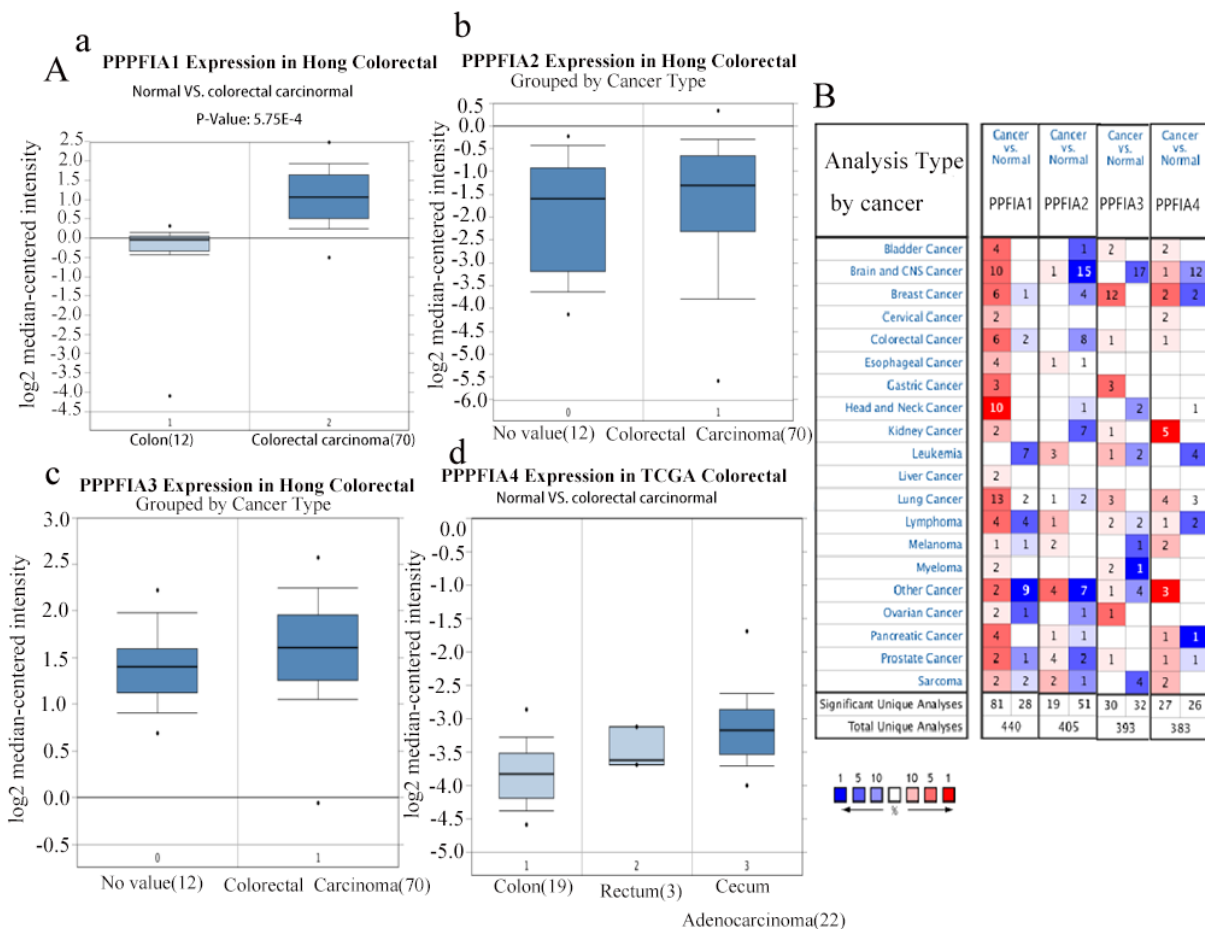 A
a
PPPFIA1 Expression in Hong Colorectal
Normal VS. colorectal carcinormal
P-Value: 5.75E-4
log2 median-centered intensity
2.5
2.0
1.5
1.0
0.5
0.0
-0.5
-1.0
-1.5
-2.0
-2.5
-3.0
-3.5
-4.0
-4.5
1 2
Colon(12) Colorectal carcinoma(70)
b
PPPFIA2 Expression in Hong Colorectal
Grouped by Cancer Type
log2 median-centered intensity
0.5
0.0
-0.5
-1.0
-1.5
-2.0
-2.5
-3.0
-3.5
-4.0
-4.5
-5.0
-5.5
-6.0
0 1
No value(12) Colorectal Carcinoma(70)
c
PPPFIA3 Expression in Hong Colorectal
Grouped by Cancer Type
log2 median-centered intensity
3.0
2.5
2.0
1.5
1.0
0.5
0.0
-0.5
0 1
No value(12) Colorectal Carcinoma(70)
d
PPPFIA4 Expression in TCGA Colorectal
Normal VS. colorectal carcinormal
log2 median-centered intensity
0.0
-0.5
-1.0
-1.5
-2.0
-2.5
-3.0
-3.5
-4.0
-4.5
-5.0
1 2 3
Colon(19) Rectum(3) Cecum
Adenocarcinoma(22)
B
Analysis Type
by cancer
Cancer vs. Normal Cancer vs. Normal Cancer vs. Normal Cancer vs. Normal
PPFIA1 PPFIA2 PPFIA3 PPFIA4
Bladder Cancer 4 1 2 2
Brain and CNS Cancer 10 1 15 17 1 12
Breast Cancer 6 1 4 12 2 2
Cervical Cancer 2 2
Colorectal Cancer 6 2 8 1 1
Esophageal Cancer 4 1 1
Gastric Cancer 3 3
Head and Neck Cancer 10 1 2 1
Kidney Cancer 2 7 1 5
Leukemia 7 3 1 2 4
Liver Cancer 2
Lung Cancer 13 2 1 2 3 4 3
Lymphoma 4 4 1 2 2 1 2
Melanoma 1 1 2 1 2
Myeloma 2 2 1
Other Cancer 2 9 4 7 1 4 3
Ovarian Cancer 2 1 1 1
Pancreatic Cancer 4 1 1 1 1
Prostate Cancer 2 1 4 2 1 1 1
Sarcoma 2 2 2 1 4 2
Significant Unique Analyses 81 28 19 51 30 32 27 26
Total Unique Analyses 440 405 393 383
1 5 10 10 5 1
%